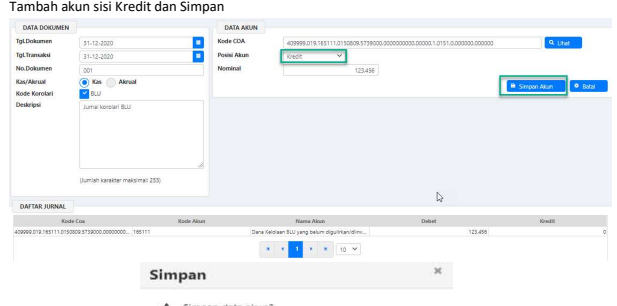 Tambah akun sisi Kredit dan Simpan
DATA DOKUMEN
Tgl.Dokumen 31-12-2020
Tgl.Transaksi 31-12-2020
No.Dokumen 001
Kas/Akrual Kas Akrual
Kode Korolari BLU
Deskripsi Jurnal korolari BLU
(Jumlah karakter maksimal 255)
DATA AKUN
Kode COA 409999.019.165111.0150809.5739000.0000000000.00000.1.0151.0.000000.000000 Lihat
Posisi Akun Kredit
Nominal 123.456
Simpan Akun Batal
DAFTAR JURNAL
Kode Coa Kode Akun Nama Akun Debet Kredit
409999.019.165111.0150809.5739000.00000000... 165111 Dana Kelolaan BLU yang belum digulirkan/diinv... 123.456 0
1 10
Simpan